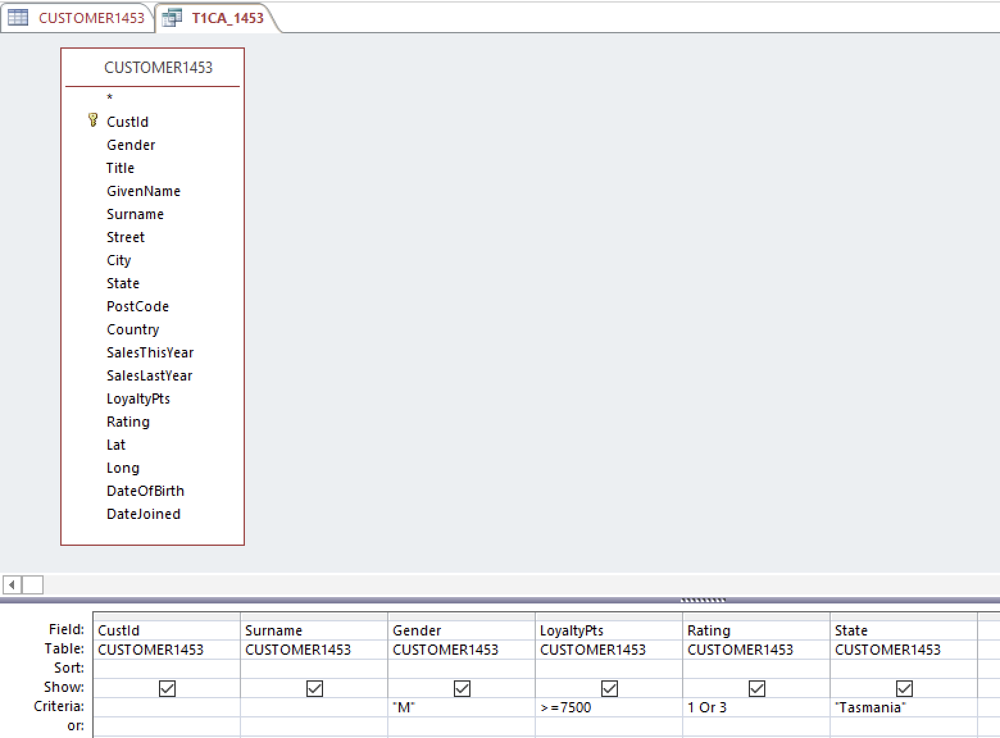 CUSTOMER1453 T1CA_1453
CUSTOMER1453
*
CustId
Gender
Title
GivenName
Surname
Street
City
State
PostCode
Country
SalesThisYear
SalesLastYear
LoyaltyPts
Rating
Lat
Long
DateOfBirth
DateJoined
Field: CustId Surname Gender LoyaltyPts Rating State
Table: CUSTOMER1453 CUSTOMER1453 CUSTOMER1453 CUSTOMER1453 CUSTOMER1453 CUSTOMER1453
Sort:
Show:
Criteria: "M" >=7500 1 Or 3 "Tasmania"
or: